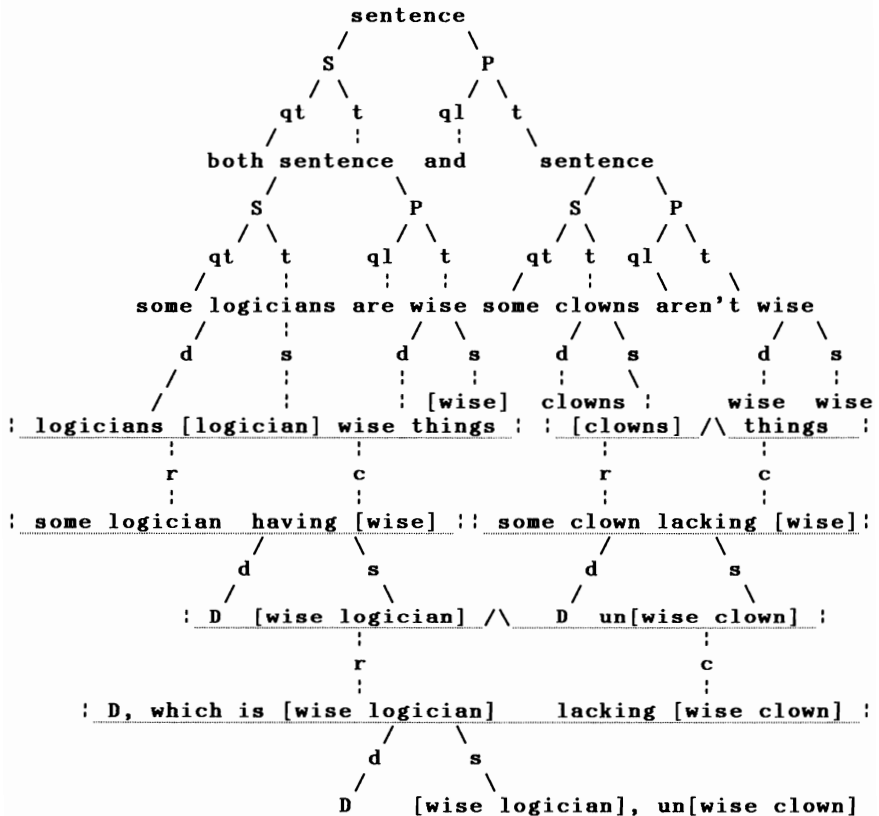 sentence
S P
qt t ql t
both sentence and sentence
S P S P
qt t ql t qt t ql t
some logicians are wise some clowns aren't wise
d s d s d s d s
[wise] clowns wise wise
logicians [logician] wise things [clowns] /\ things
r c r c
some logician having [wise] some clown lacking [wise]
d s d s
D [wise logician] /\ D un[wise clown]
r c
D, which is [wise logician] lacking [wise clown]
d s
D [wise logician], un[wise clown]